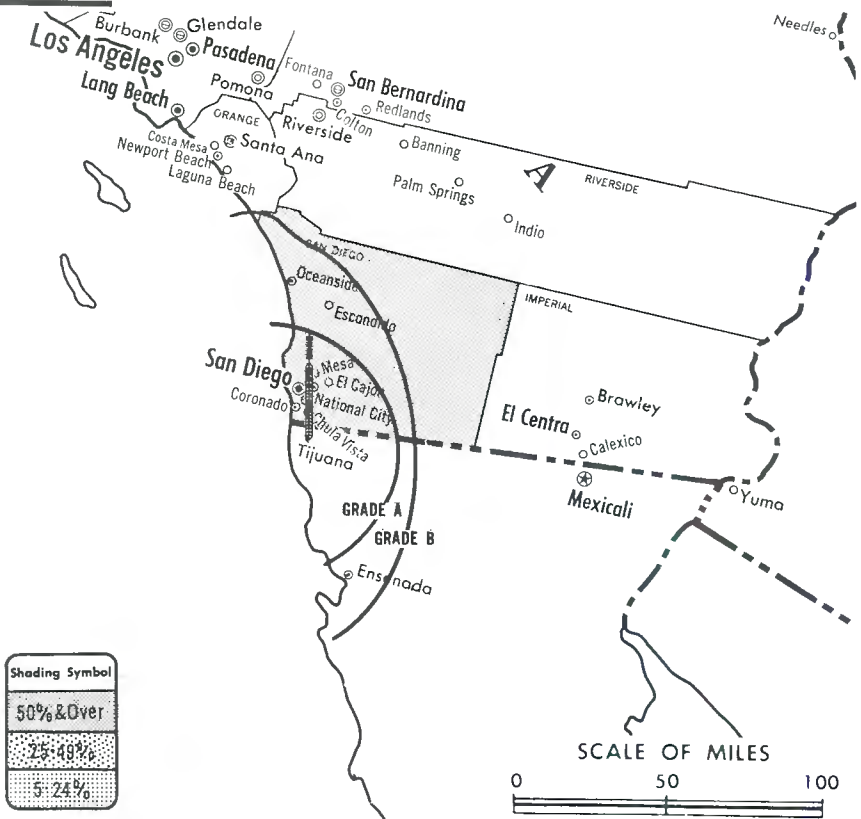 Needles
Burbank
Glendale
Los Angeles
Pasadena
Fontana
San Bernardina
Pomona
Lang Beach
Redlands
ORANGE
Riverside
Colton
Costa Mesa
Santa Ana
Banning
Newport Beach
Laguna Beach
A
RIVERSIDE
Palm Springs
Indio
SAN DIEGO
Oceanside
IMPERIAL
Escondido
San Diego
Mesa
El Cajon
Coronado
National City
Brawley
El Centra
Chula Vista
Calexico
Tijuana
Mexicali
Yuma
GRADE A
GRADE B
Ensenada
Shading Symbol
50% & Over
25-49%
5-24%
SCALE OF MILES
0 50 100